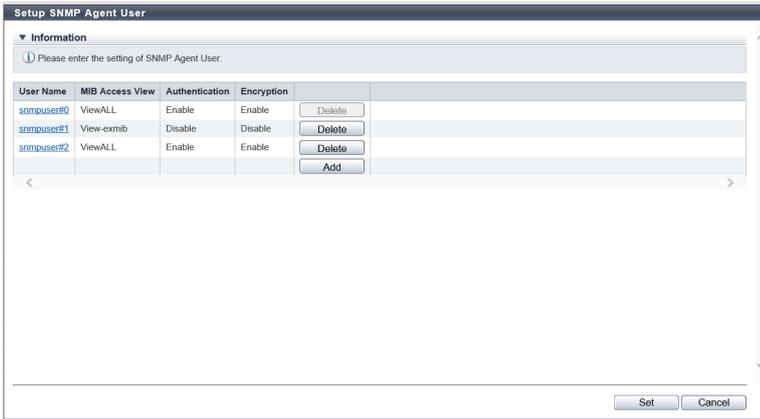 Setup SNMP Agent User
Information
Please enter the setting of SNMP Agent User.
User Name MIB Access View Authentication Encryption
snmpuser#0 ViewALL Enable Enable Delete
snmpuser#1 View-exmib Disable Disable Delete
snmpuser#2 ViewALL Enable Enable Delete
Add
Set Cancel